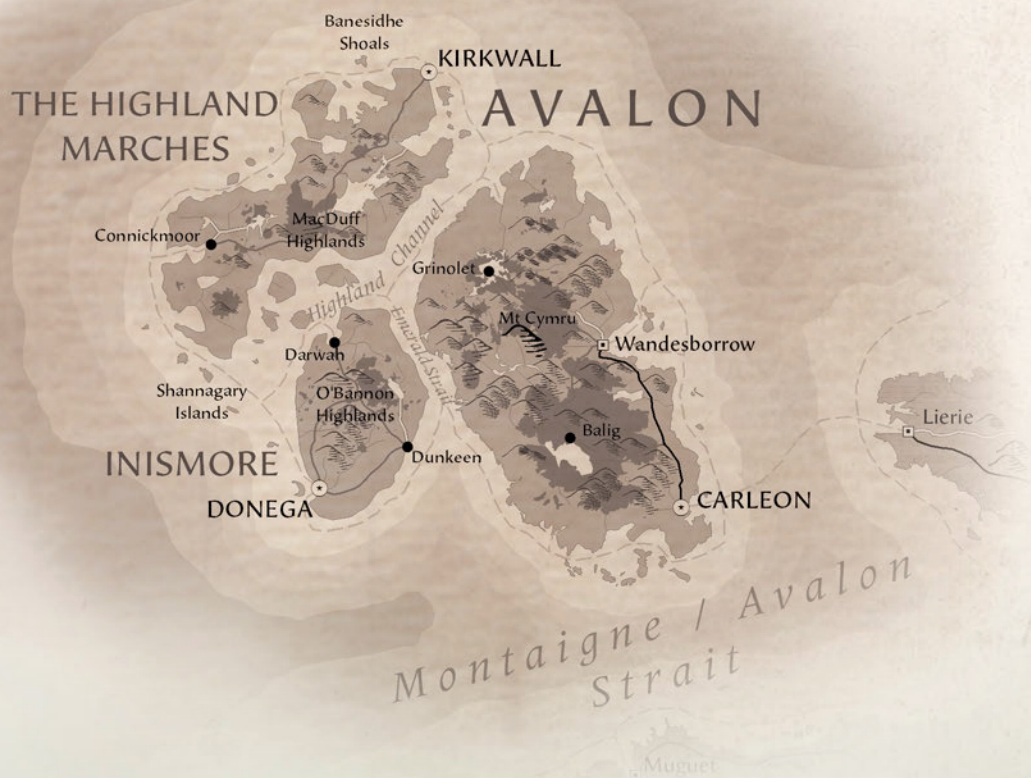 Banesidhe
Shoals
KIRKWALL
THE HIGHLAND
MARCHES
AVALON
Connickmoor
MacDuff
Highlands
Highland Channel
Grinolet
Emerald Strait
Mt Cymru
Darwah
Wandesborrow
Shannagary
Islands
O'Bannon
Highlands
Lierie
Balig
INISMORE
Dunkeen
DONEGA
CARLEON
Montaigne / Avalon
Strait
Muguet